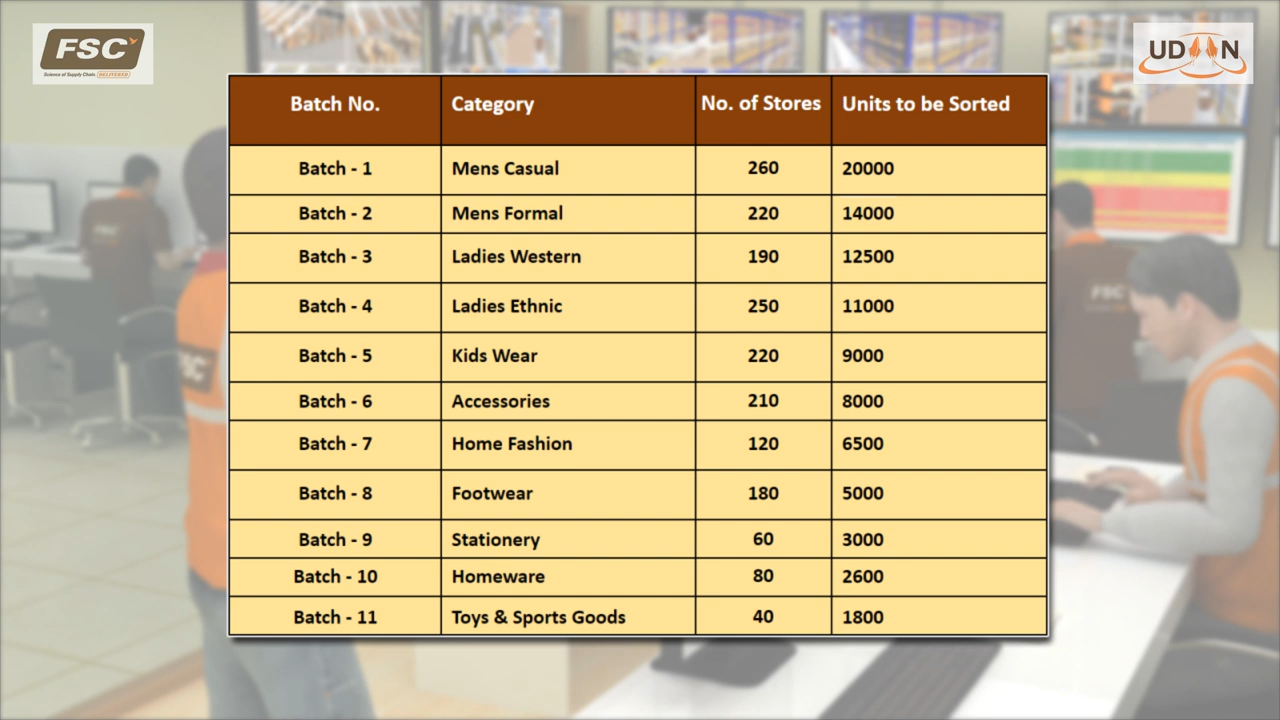 FSC
Science of Supply Chain. DELIVERED
UDAAN
Batch No. Category No. of Stores Units to be Sorted
Batch - 1 Mens Casual 260 20000
Batch - 2 Mens Formal 220 14000
Batch - 3 Ladies Western 190 12500
Batch - 4 Ladies Ethnic 250 11000
Batch - 5 Kids Wear 220 9000
Batch - 6 Accessories 210 8000
Batch - 7 Home Fashion 120 6500
Batch - 8 Footwear 180 5000
Batch - 9 Stationery 60 3000
Batch - 10 Homeware 80 2600
Batch - 11 Toys & Sports Goods 40 1800
FSC
FSC